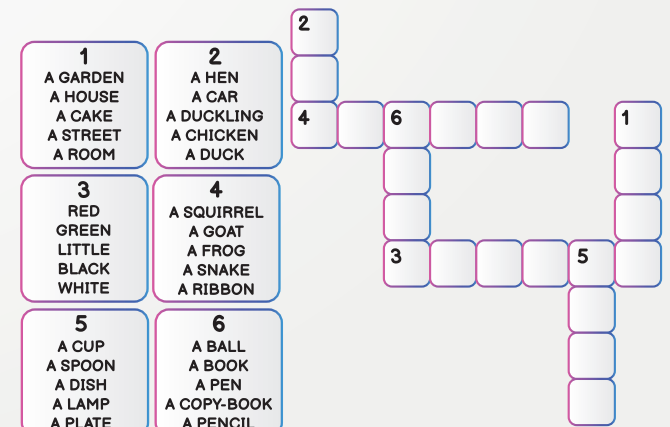 1
A GARDEN
A HOUSE
A CAKE
A STREET
A ROOM
2
A HEN
A CAR
A DUCKLING
A CHICKEN
A DUCK
3
RED
GREEN
LITTLE
BLACK
WHITE
4
A SQUIRREL
A GOAT
A FROG
A SNAKE
A RIBBON
5
A CUP
A SPOON
A DISH
A LAMP
A PLATE
6
A BALL
A BOOK
A PEN
A COPY-BOOK
A PENCIL
2
4 6 1
3 5